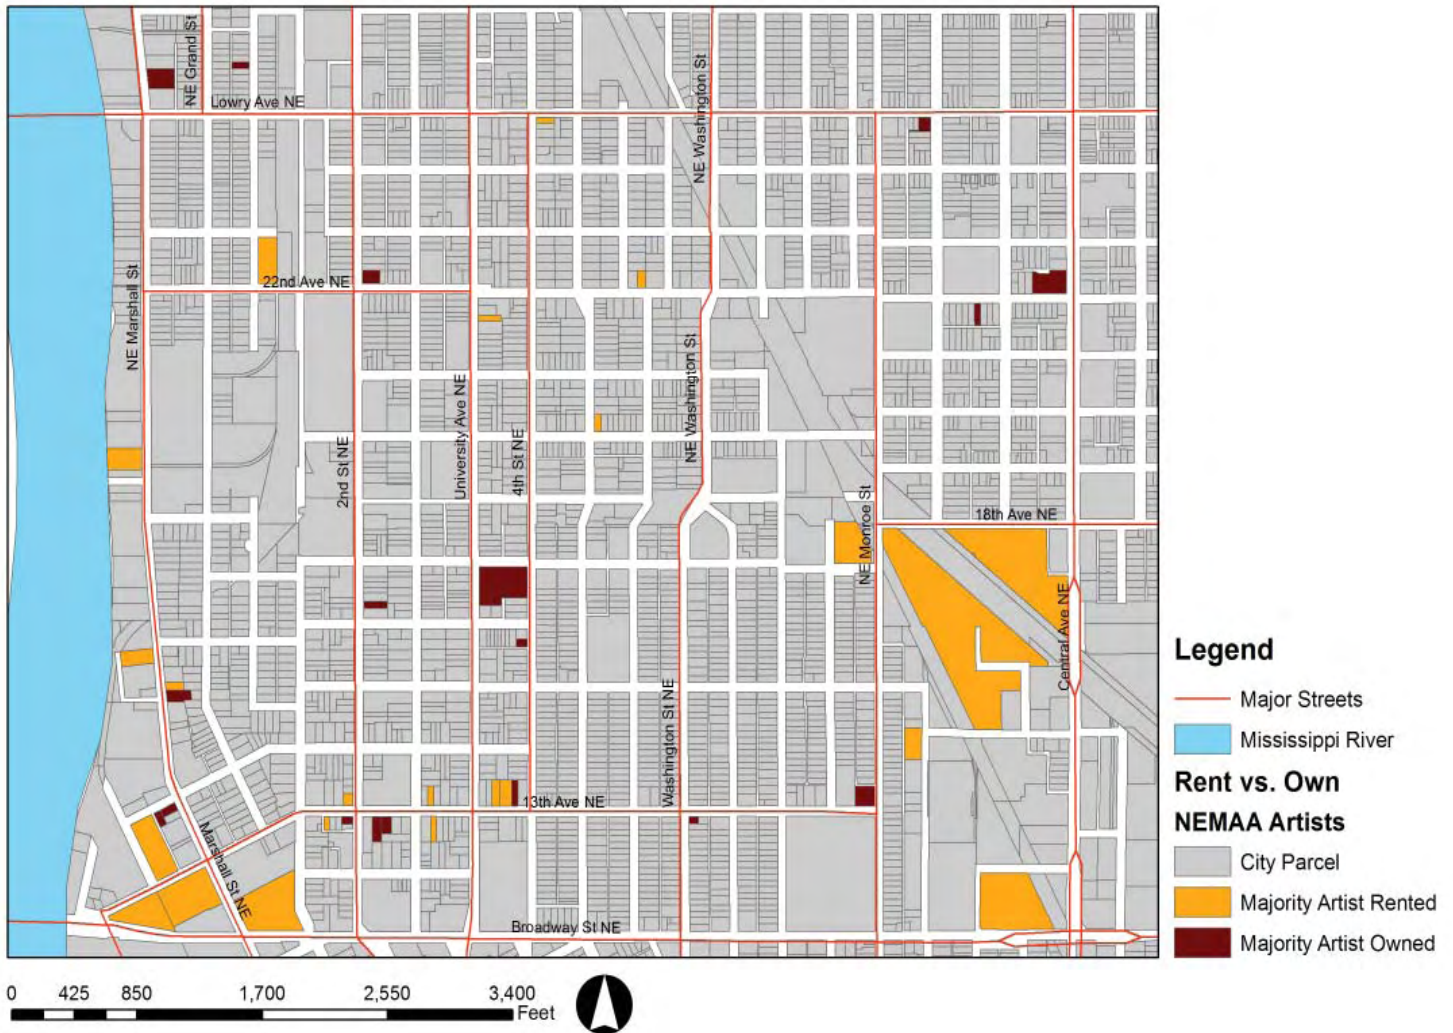 NE Grand St
Lowry Ave NE
NE Washington St
22nd Ave NE
NE Marshall St
NE Washington St
University Ave NE
4th St NE
2nd St NE
NE Monroe St
18th Ave NE
Central Ave NE
Washington St NE
13th Ave NE
Marshall St NE
Broadway St NE
Legend
Major Streets
Mississippi River
Rent vs. Own
NEMAA Artists
City Parcel
Majority Artist Rented
Majority Artist Owned
0 425 850 1,700 2,550 3,400
Feet